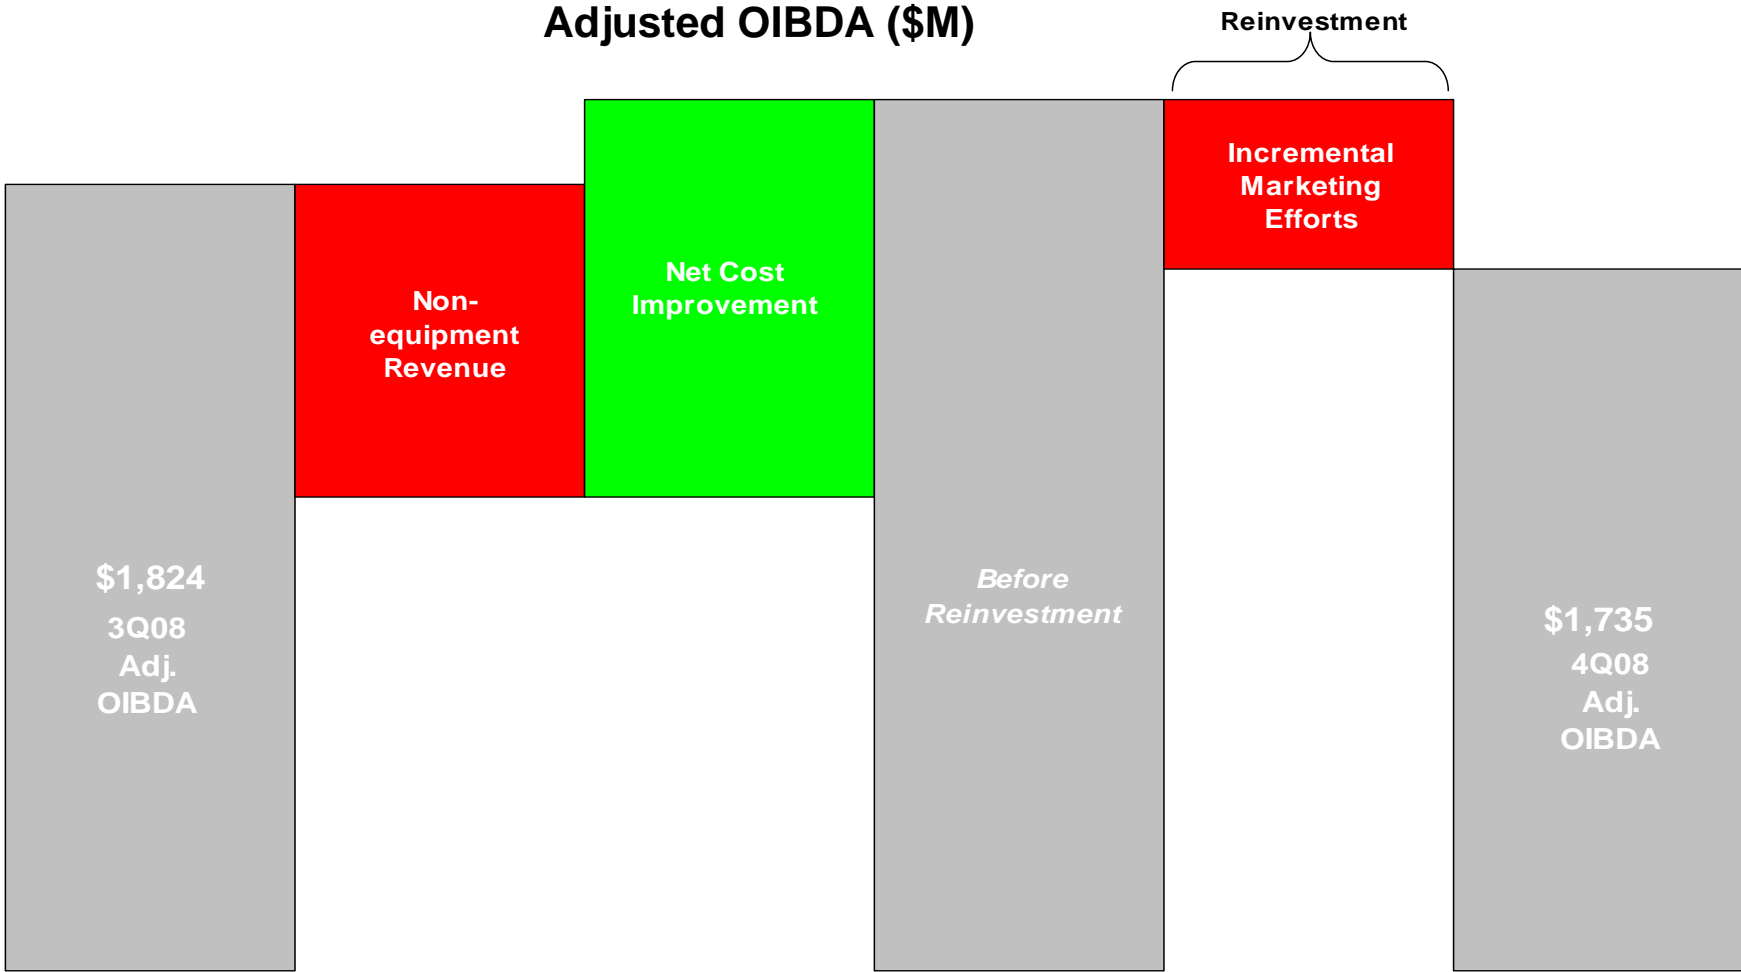 Adjusted OIBDA ($M)
Reinvestment
$1,824
3Q08
Adj.
OIBDA
Non-
equipment
Revenue
Net Cost
Improvement
Before
Reinvestment
Incremental
Marketing
Efforts
$1,735
4Q08
Adj.
OIBDA